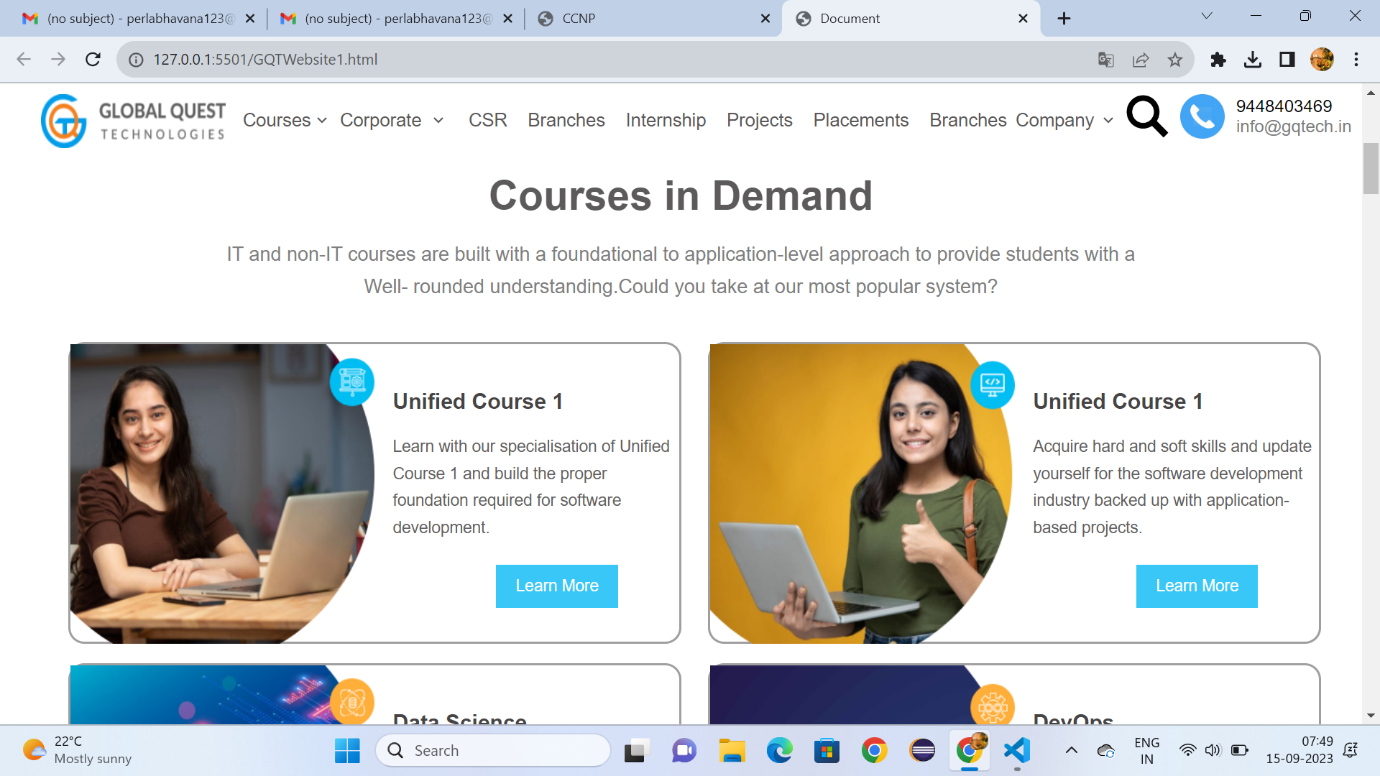 (no subject) - perlabhavana123@
(no subject) - perlabhavana123@
CCNP
Document
127.0.0.1:5501/GQTWebsite1.html
GLOBAL QUEST
TECHNOLOGIES
Courses
Corporate
CSR
Branches
Internship
Projects
Placements
Branches
Company
9448403469
info@gqtech.in
Courses in Demand
IT and non-IT courses are built with a foundational to application-level approach to provide students with a
Well- rounded understanding.Could you take at our most popular system?
Unified Course 1
Learn with our specialisation of Unified
Course 1 and build the proper
foundation required for software
development.
Learn More
Unified Course 1
Acquire hard and soft skills and update
yourself for the software development
industry backed up with application-
based projects.
Learn More
Data Science
DevOps
22°C
Mostly sunny
Search
ENG
IN
07:49
15-09-2023